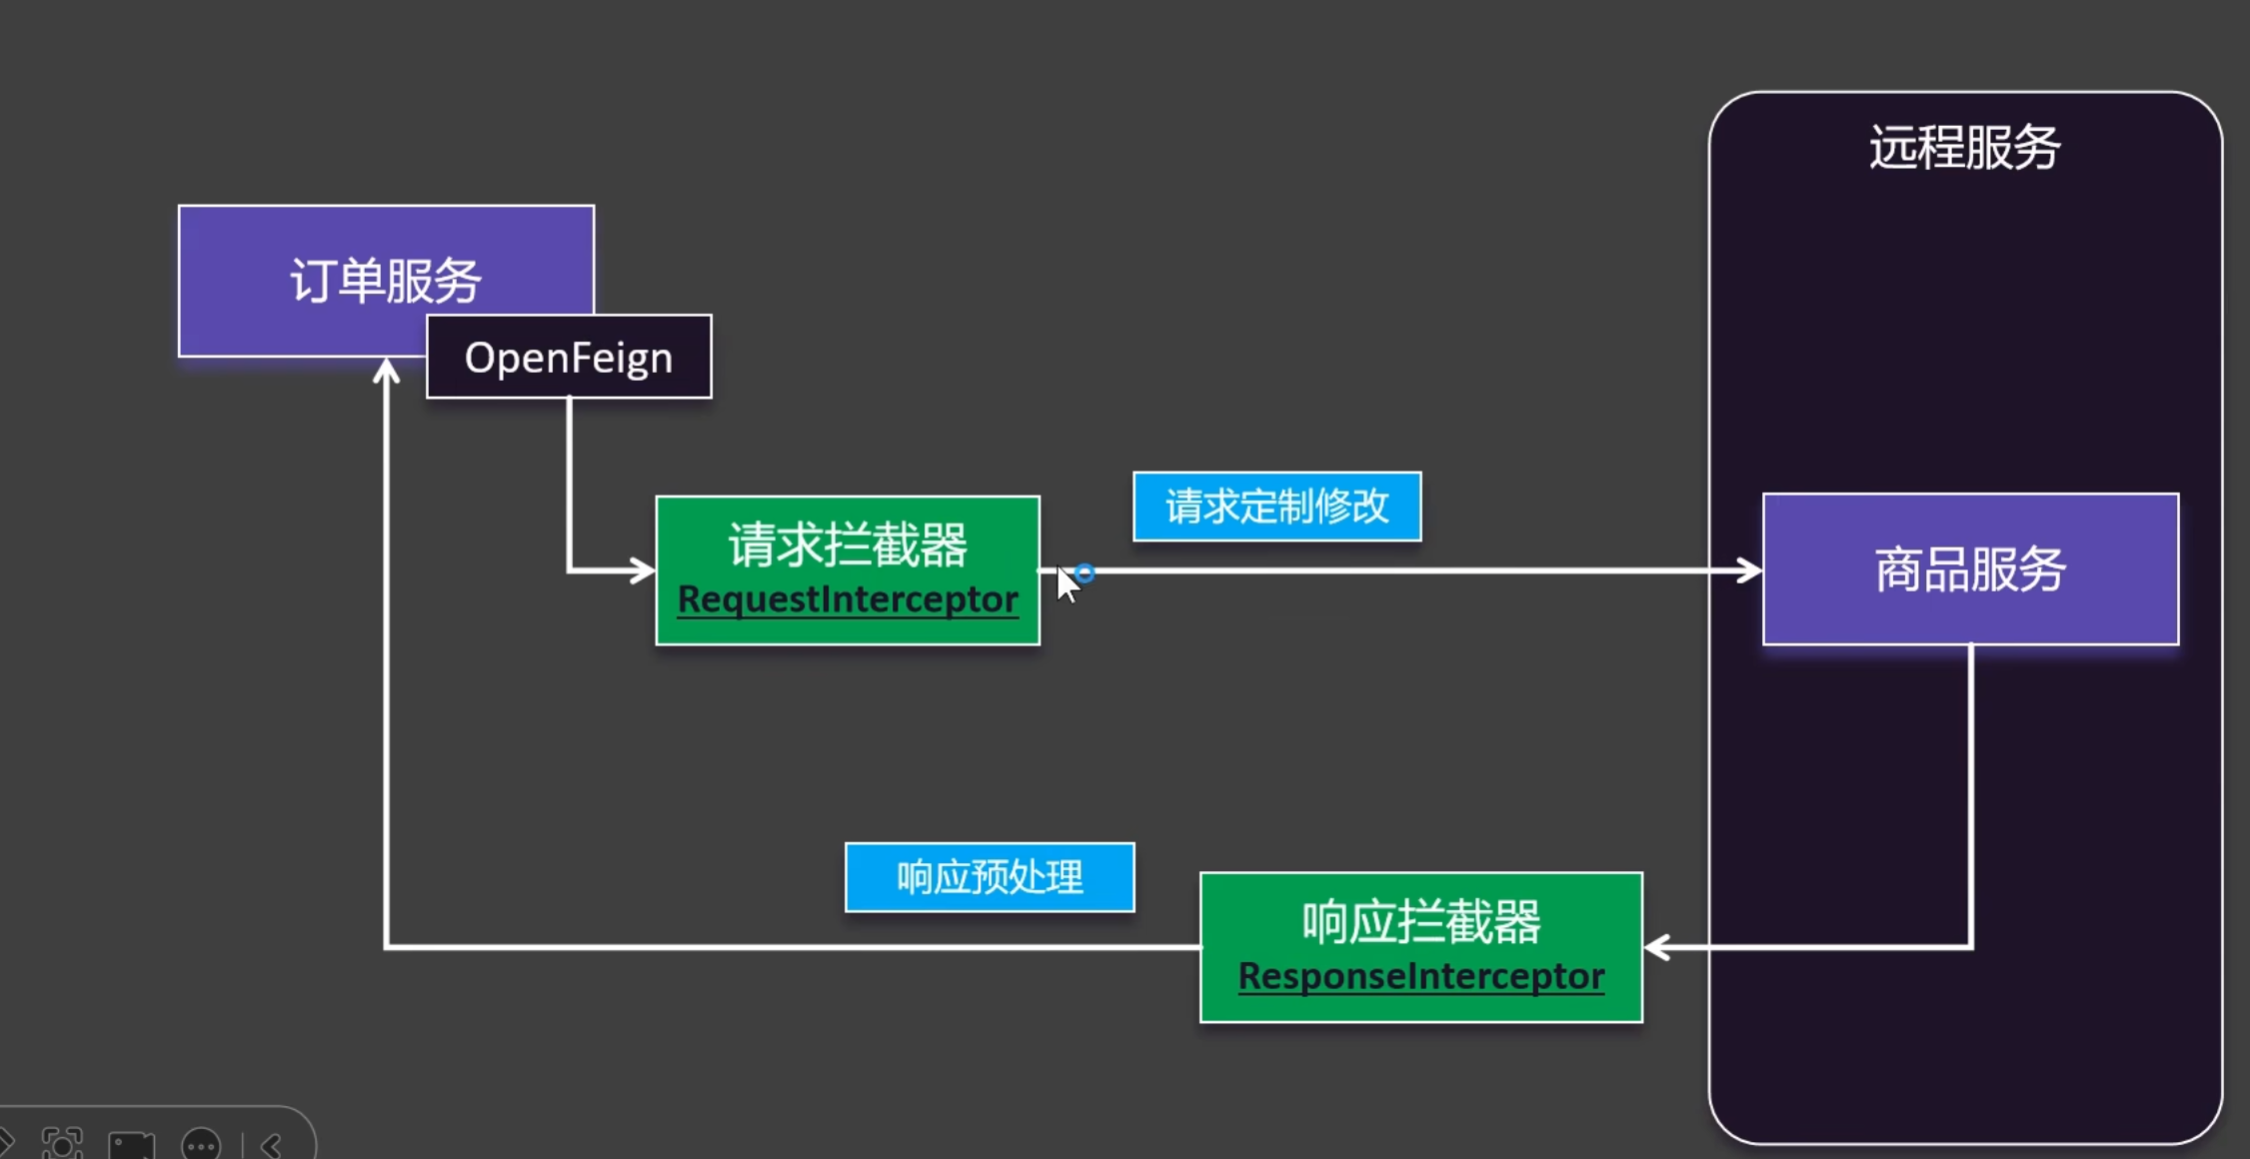 远程服务
订单服务
OpenFeign
请求定制修改
请求拦截器
RequestInterceptor
商品服务
响应预处理
响应拦截器
ResponseInterceptor